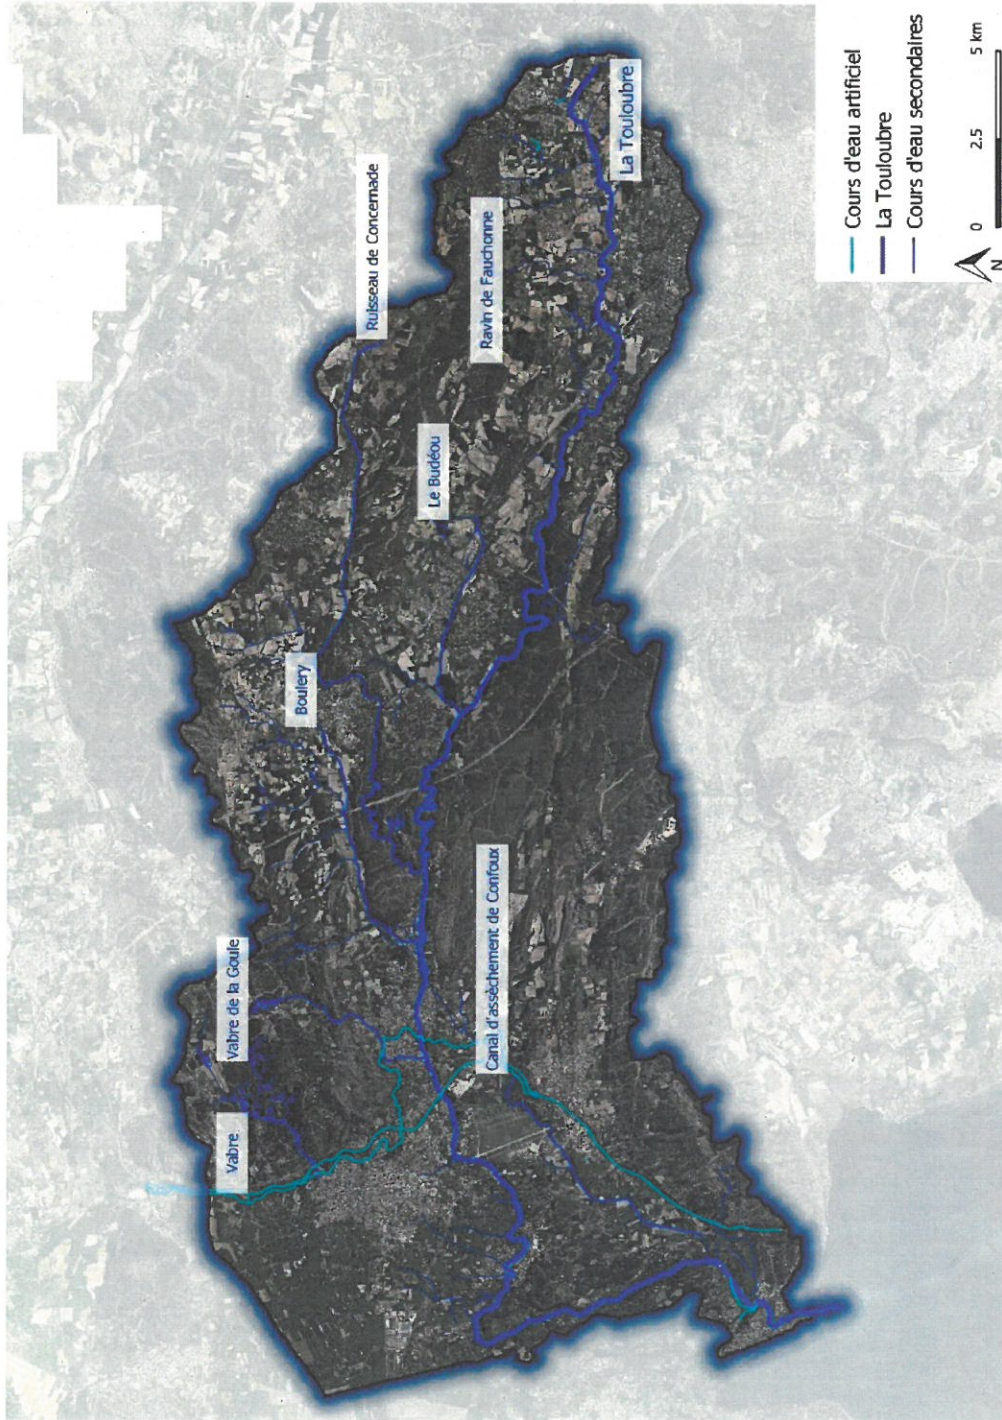 Vabre
Vabre de la Goule
Boulery
Ruisseau de Concernade
Le Budéou
Ravin de Fauchonne
Canal d'assèchement de Confoux
La Touloubre
Cours d'eau artificiel
La Touloubre
Cours d'eau secondaires
N
0 2.5 5 km